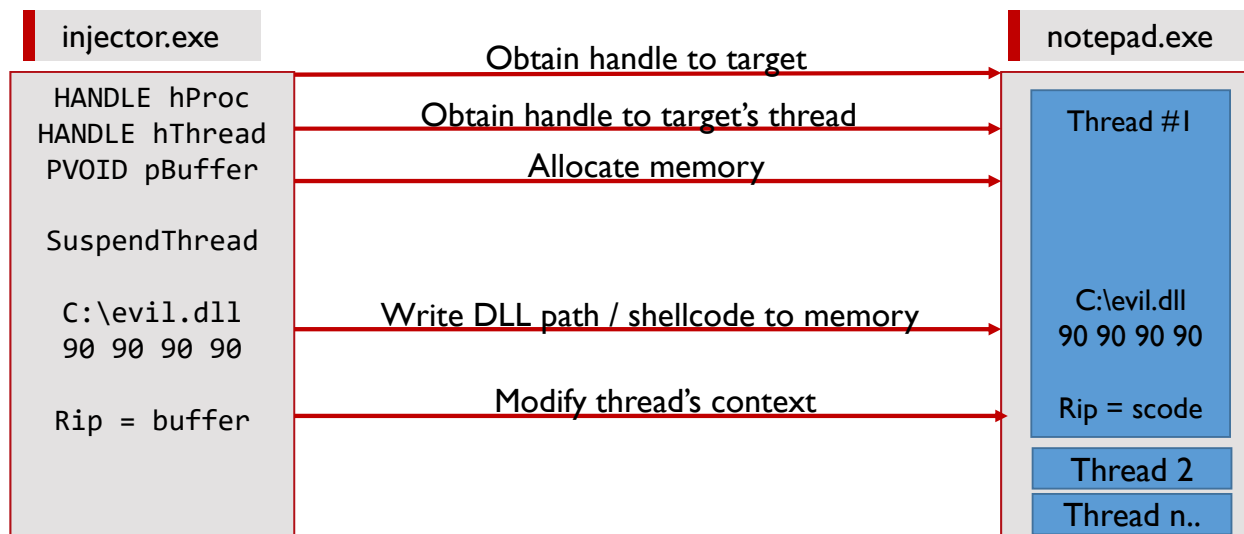 injector.exe
notepad.exe
Obtain handle to target
HANDLE hProc
HANDLE hThread
PVOID pBuffer
Obtain handle to target's thread
Thread #1
Allocate memory
SuspendThread
C:\evil.dll
90 90 90 90
Write DLL path / shellcode to memory
C:\evil.dll
90 90 90 90
Modify thread's context
Rip = buffer
Rip = scode
Thread 2
Thread n..